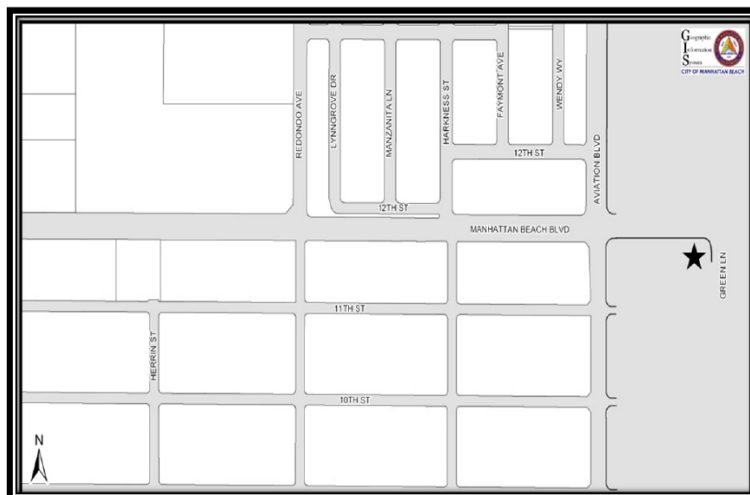 Geographic
Information
System
CITY OF MANHATTAN BEACH
REDONDO AVE
LYNNGROVE DR
MANZANITA LN
HARKNESS ST
FAYMONT AVE
WENDY WY
AVIATION BLVD
12TH ST
12TH ST
MANHATTAN BEACH BLVD
GREEN LN
11TH ST
HERRIN ST
10TH ST
N